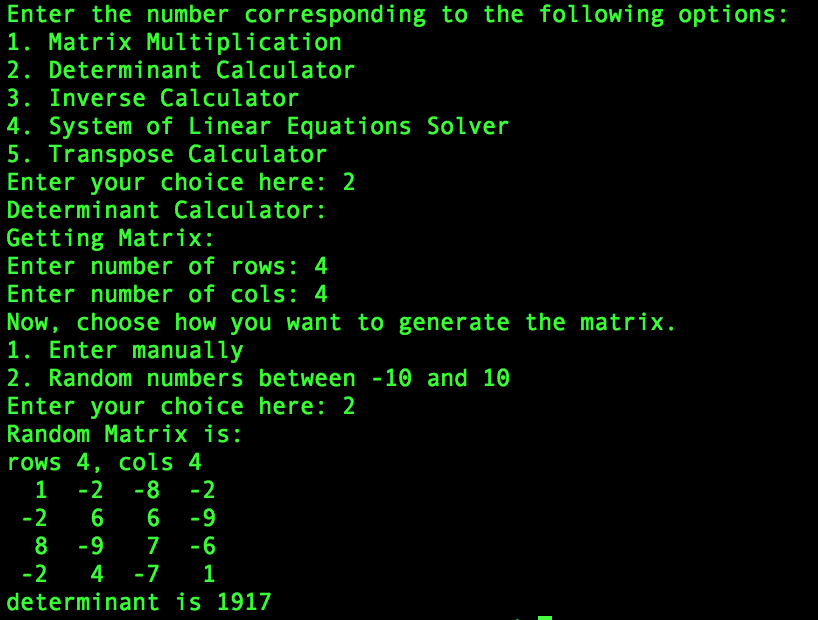 Enter the number corresponding to the following options:
1. Matrix Multiplication
2. Determinant Calculator
3. Inverse Calculator
4. System of Linear Equations Solver
5. Transpose Calculator
Enter your choice here: 2
Determinant Calculator:
Getting Matrix:
Enter number of rows: 4
Enter number of cols: 4
Now, choose how you want to generate the matrix.
1. Enter manually
2. Random numbers between -10 and 10
Enter your choice here: 2
Random Matrix is:
rows 4, cols 4
  1  -2  -8  -2
 -2   6   6  -9
  8  -9   7  -6
 -2   4  -7   1
determinant is 1917